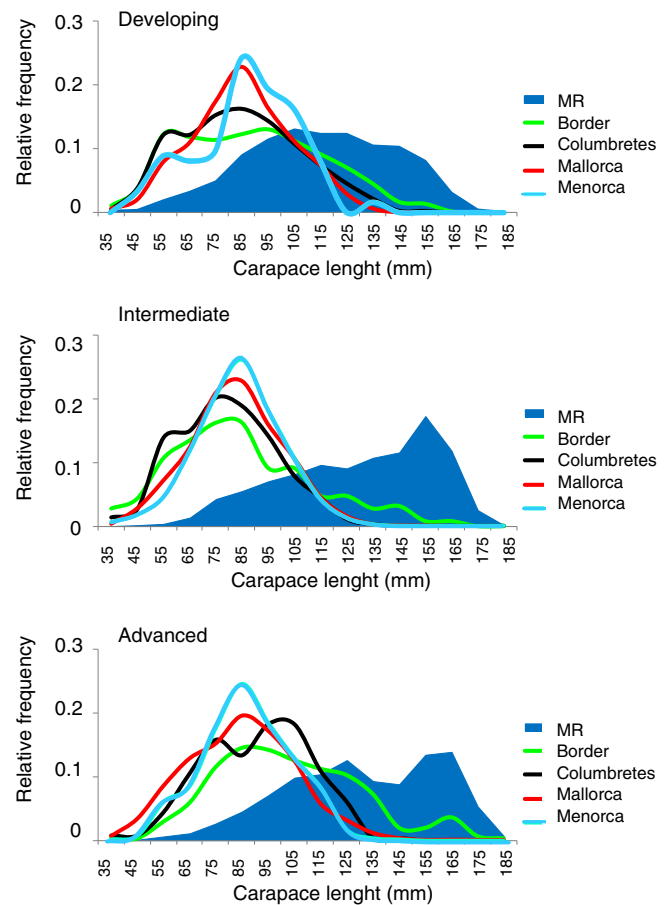 Developing
Relative frequency
0.3
0.2
0.1
0
35 45 55 65 75 85 95 105 115 125 135 145 155 165 175 185
Carapace lenght (mm)
MR
Border
Columbretes
Mallorca
Menorca
Intermediate
Relative frequency
0.3
0.2
0.1
0
35 45 55 65 75 85 95 105 115 125 135 145 155 165 175 185
Carapace lenght (mm)
MR
Border
Columbretes
Mallorca
Menorca
Advanced
Relative frequency
0.3
0.2
0.1
0
35 45 55 65 75 85 95 105 115 125 135 145 155 165 175 185
Carapace lenght (mm)
MR
Border
Columbretes
Mallorca
Menorca